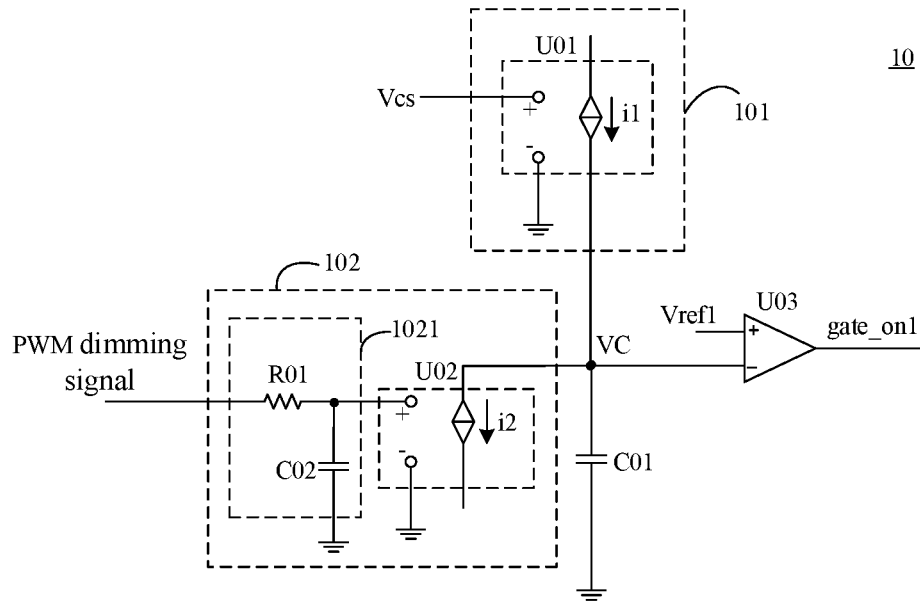 10
U01
Vcs
+
-
i1
101
102
1021
PWM dimming
signal
R01
C02
U02
+
-
i2
VC
Vref1
U03
+
-
gate_on1
C01